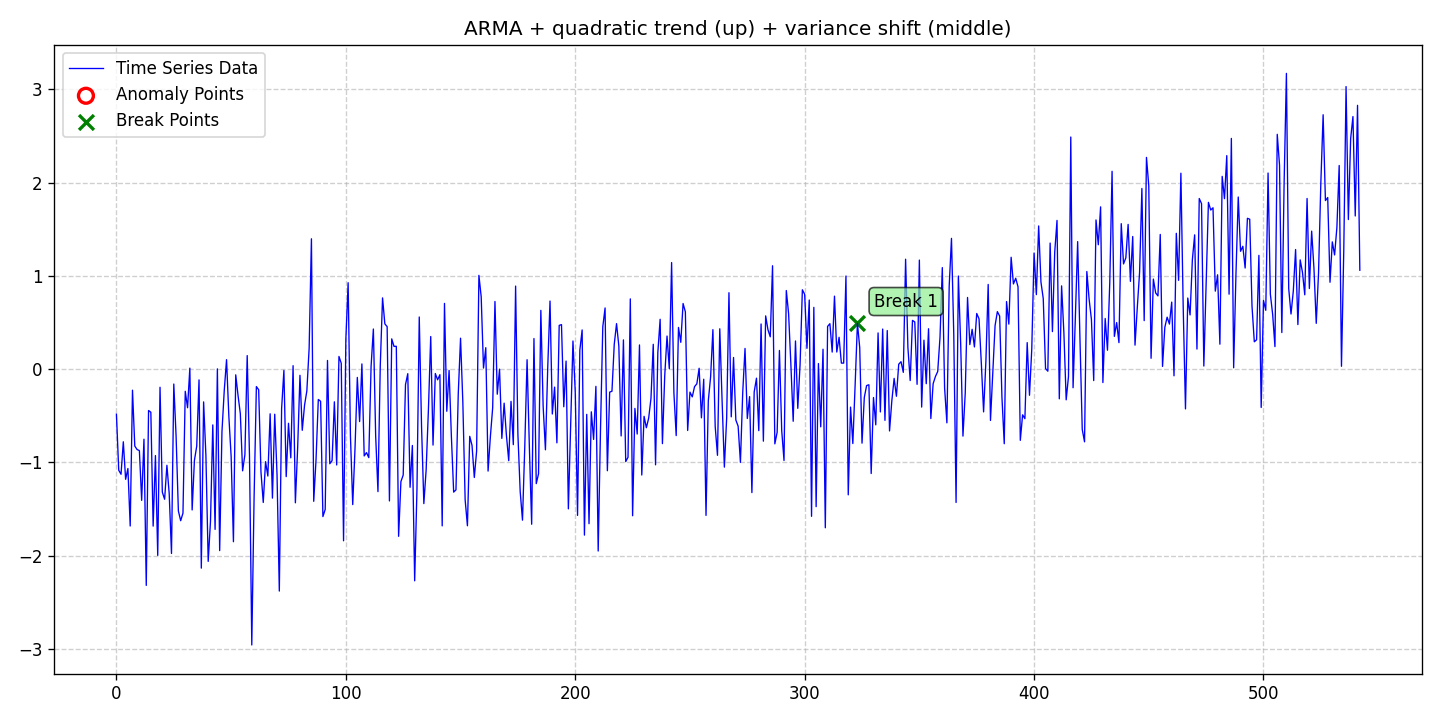 ARMA + quadratic trend (up) + variance shift (middle)
Time Series Data
Anomaly Points
Break Points
Break 1
3
2
1
0
−1
−2
−3
0
100
200
300
400
500